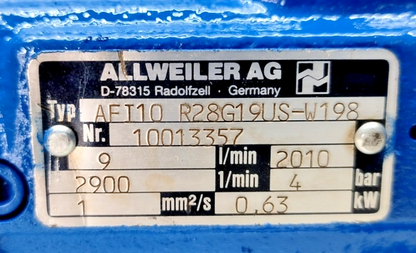 ALLWEILER AG
D-78315 Radolfzell · Germany
Typ AFI10 R28G19US-W198
Nr. 10013357
9 l/min 2010
2900 1/min 4 bar
1 mm²/s 0,63 kW